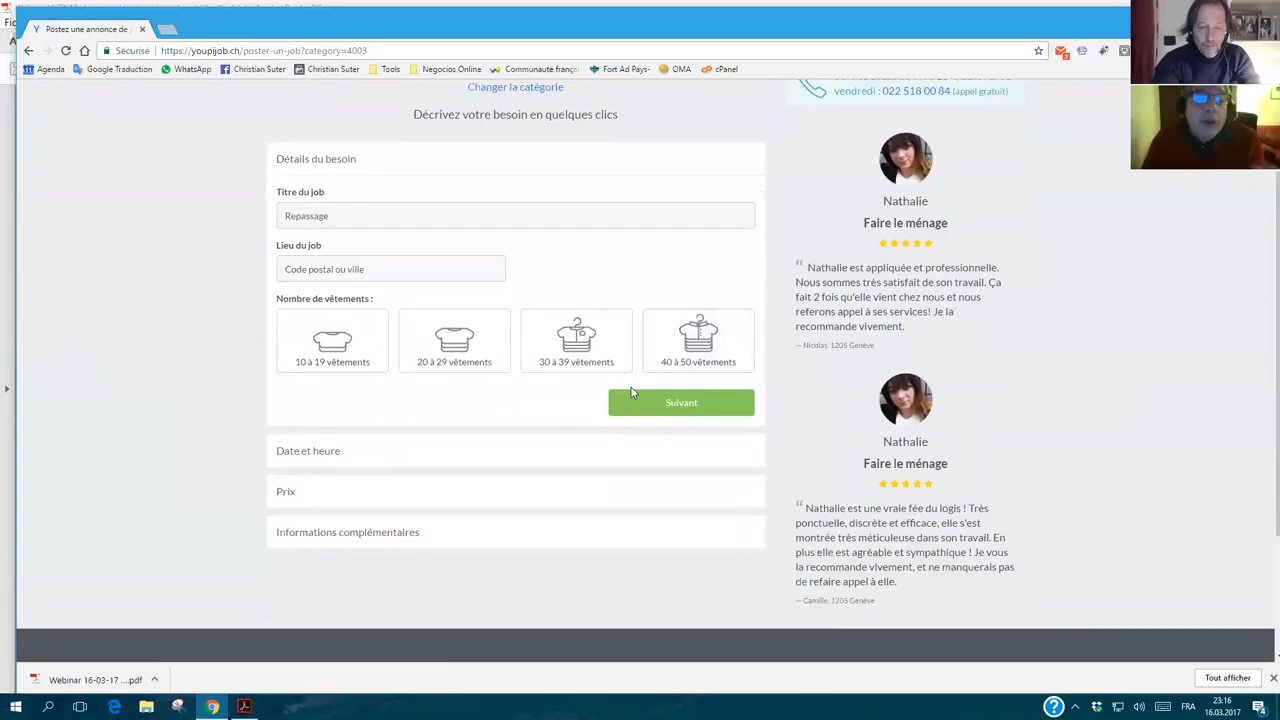 Postez une annonce de
Sécurisé
https://youpijob.ch/poster-un-job?category=4003
Agenda
Google Traduction
WhatsApp
Christian Suter
Christian Suter
Tools
Negocios Online
Communauté franç
Fort Ad Pays-
OMA
cPanel
Changer la catégorie
vendredi : 022 518 00 84 (appel gratuit)
Décrivez votre besoin en quelques clics
Détails du besoin
Titre du job
Repassage
Lieu du job
Code postal ou ville
Nombre de vêtements :
10 à 19 vêtements
20 à 29 vêtements
30 à 39 vêtements
40 à 50 vêtements
Suivant
Date et heure
Prix
Informations complémentaires
Nathalie
Faire le ménage
Nathalie est appliquée et professionnelle.
Nous sommes très satisfait de son travail. Ça
fait 2 fois qu'elle vient chez nous et nous
referons appel à ses services! Je la
recommande vivement.
— Nicolas, 1205 Genève
Nathalie
Faire le ménage
Nathalie est une vraie fée du logis ! Très
ponctuelle, discrète et efficace, elle s'est
montrée très méticuleuse dans son travail. En
plus elle est agréable et sympathique ! Je vous
la recommande vivement, et ne manquerais pas
de refaire appel à elle.
— Camille, 1205 Genève
Webinar 16-03-17 ....pdf
Tout afficher
FRA
23:16
16.03.2017